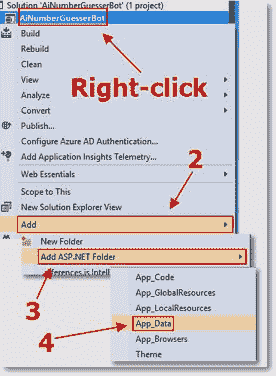 Solution 'AiNumberGuesserBot' (1 project)
AiNumberGuesserBot
Build
Rebuild
Clean
View
Analyze
Convert
Publish...
Configure Azure AD Authentication...
Add Application Insights Telemetry...
Web Essentials
Scope to This
New Solution Explorer View
Add
New Folder
Add ASP.NET Folder
App_Code
App_GlobalResources
App_LocalResources
App_Data
App_Browsers
Theme
Right-click
2
3
4